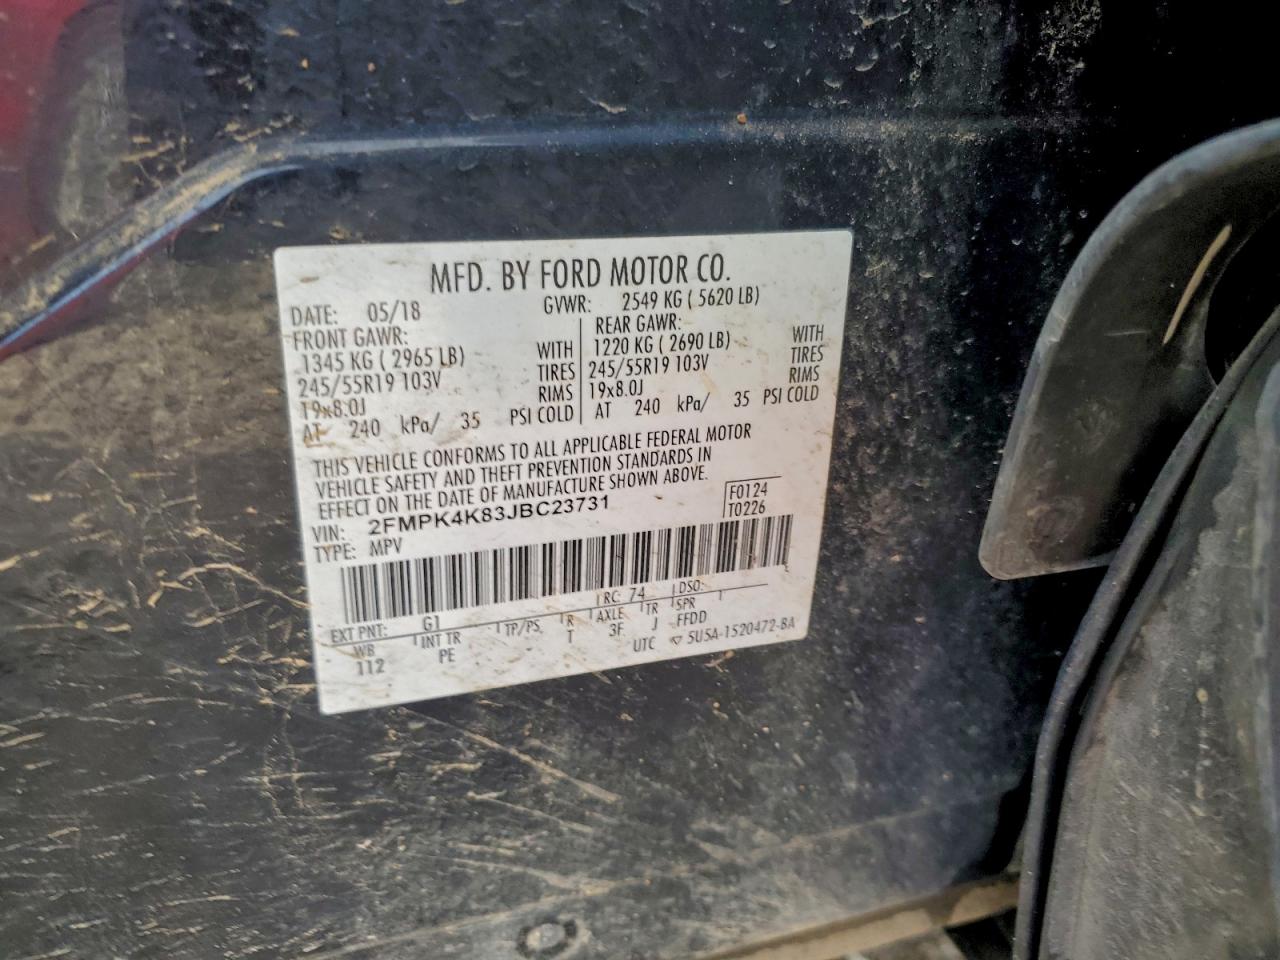 MFD. BY FORD MOTOR CO.
DATE: 05/18 GVWR: 2549 KG ( 5620 LB)
FRONT GAWR: REAR GAWR:
1345 KG ( 2965 LB) WITH 1220 KG ( 2690 LB) WITH
245/55R19 103V TIRES 245/55R19 103V TIRES
19x8.0J RIMS 19x8.0J RIMS
AT 240 kPa/ 35 PSI COLD AT 240 kPa/ 35 PSI COLD
THIS VEHICLE CONFORMS TO ALL APPLICABLE FEDERAL MOTOR
VEHICLE SAFETY AND THEFT PREVENTION STANDARDS IN
EFFECT ON THE DATE OF MANUFACTURE SHOWN ABOVE.
VIN: 2FMPK4K83JBC23731 F0124
TYPE: MPV T0226
EXT PNT: G1 RC: 74 DSO:
WB INT TR TP/PS R AXLE TR SPR
112 PE T 3F J FFDD
UTC 5U5A-1520472-BA